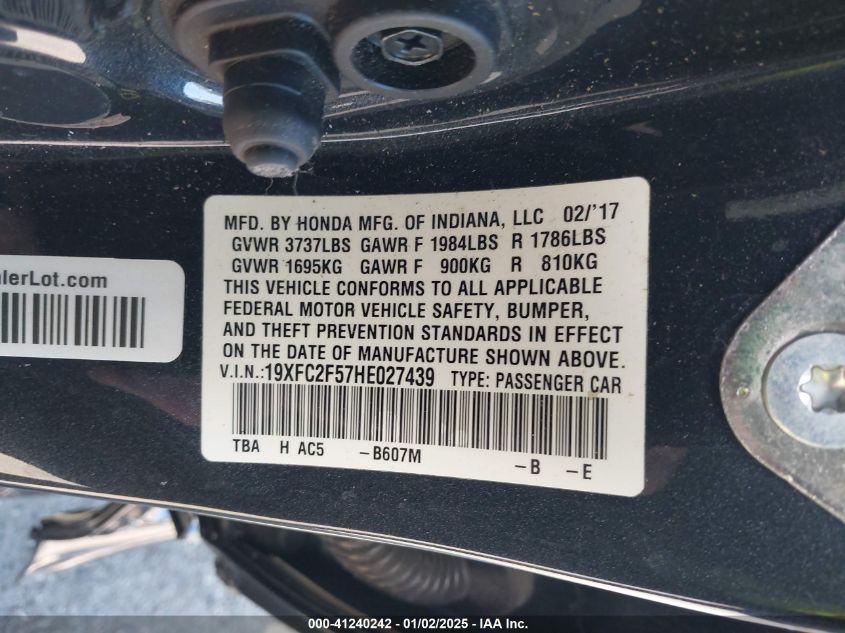 MFD. BY HONDA MFG. OF INDIANA, LLC 02/'17
GVWR 3737LBS GAWR F 1984LBS R 1786LBS
GVWR 1695KG GAWR F 900KG R 810KG
THIS VEHICLE CONFORMS TO ALL APPLICABLE
FEDERAL MOTOR VEHICLE SAFETY, BUMPER,
AND THEFT PREVENTION STANDARDS IN EFFECT
ON THE DATE OF MANUFACTURE SHOWN ABOVE.
V.I.N.:19XFC2F57HE027439 TYPE: PASSENGER CAR
TBA H AC5 –B607M –B –E
alerLot.com
000-41240242 | 01/02/2025 - IAA Inc.